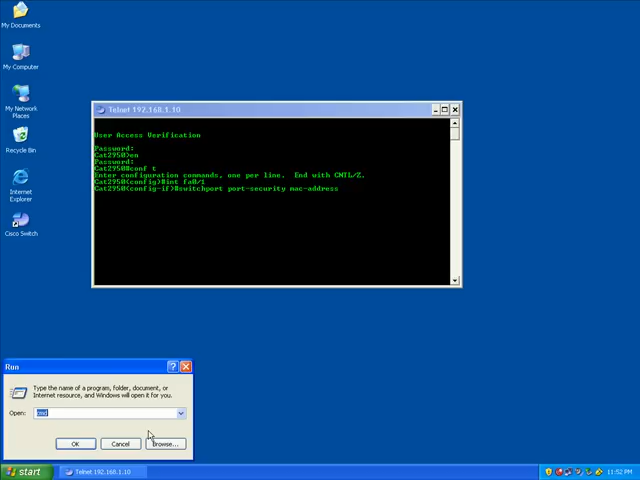 My Documents
My Computer
My Network
Places
Recycle Bin
Internet
Explorer
Cisco Switch
Telnet 192.168.1.10
User Access Verification
Password:
Cat2950>en
Password:
Cat2950#conf t
Enter configuration commands, one per line.  End with CNTL/Z.
Cat2950(config)#int fa0/1
Cat2950(config-if)#switchport port-security mac-address
Run
Type the name of a program, folder, document, or
Internet resource, and Windows will open it for you.
Open: cmd
OK Cancel Browse...
start Telnet 192.168.1.10 11:52 PM